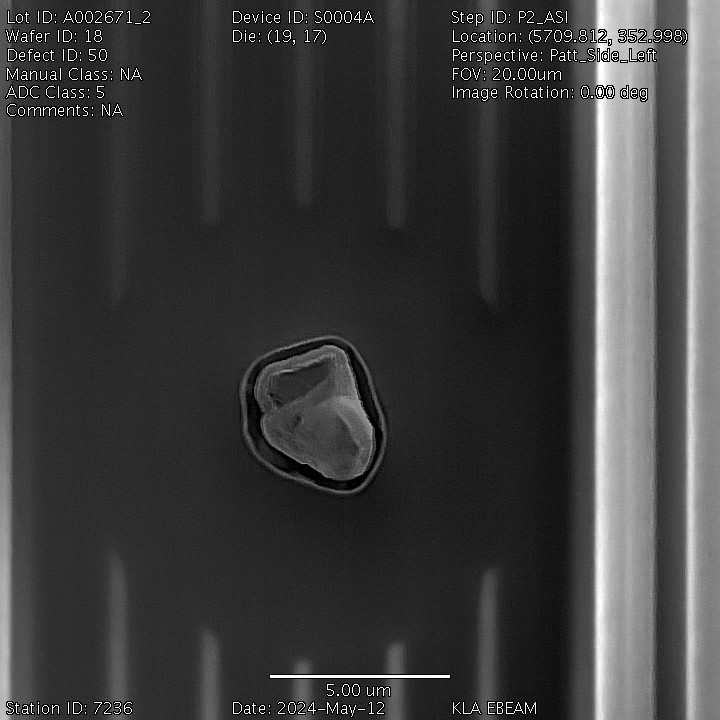 Lot ID: A002671_2
Wafer ID: 18
Defect ID: 50
Manual Class: NA
ADC Class: 5
Comments: NA
Device ID: S0004A
Die: (19, 17)
Step ID: P2_ASI
Location: (5709.812, 352.998)
Perspective: Patt_Side_Left
FOV: 20.00um
Image Rotation: 0.00 deg
5.00 um
Station ID: 7236
Date: 2024-May-12
KLA EBEAM